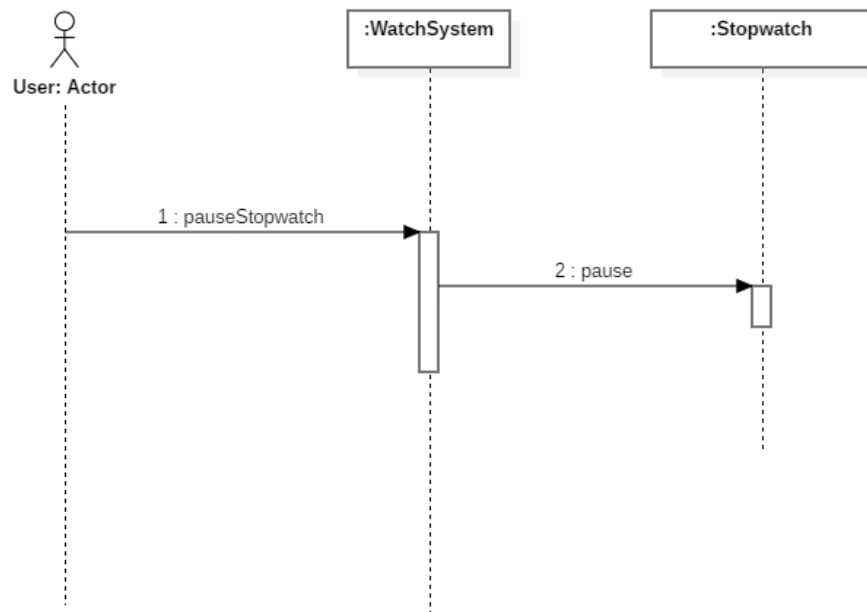 :WatchSystem
:Stopwatch
User: Actor
1 : pauseStopwatch
2 : pause